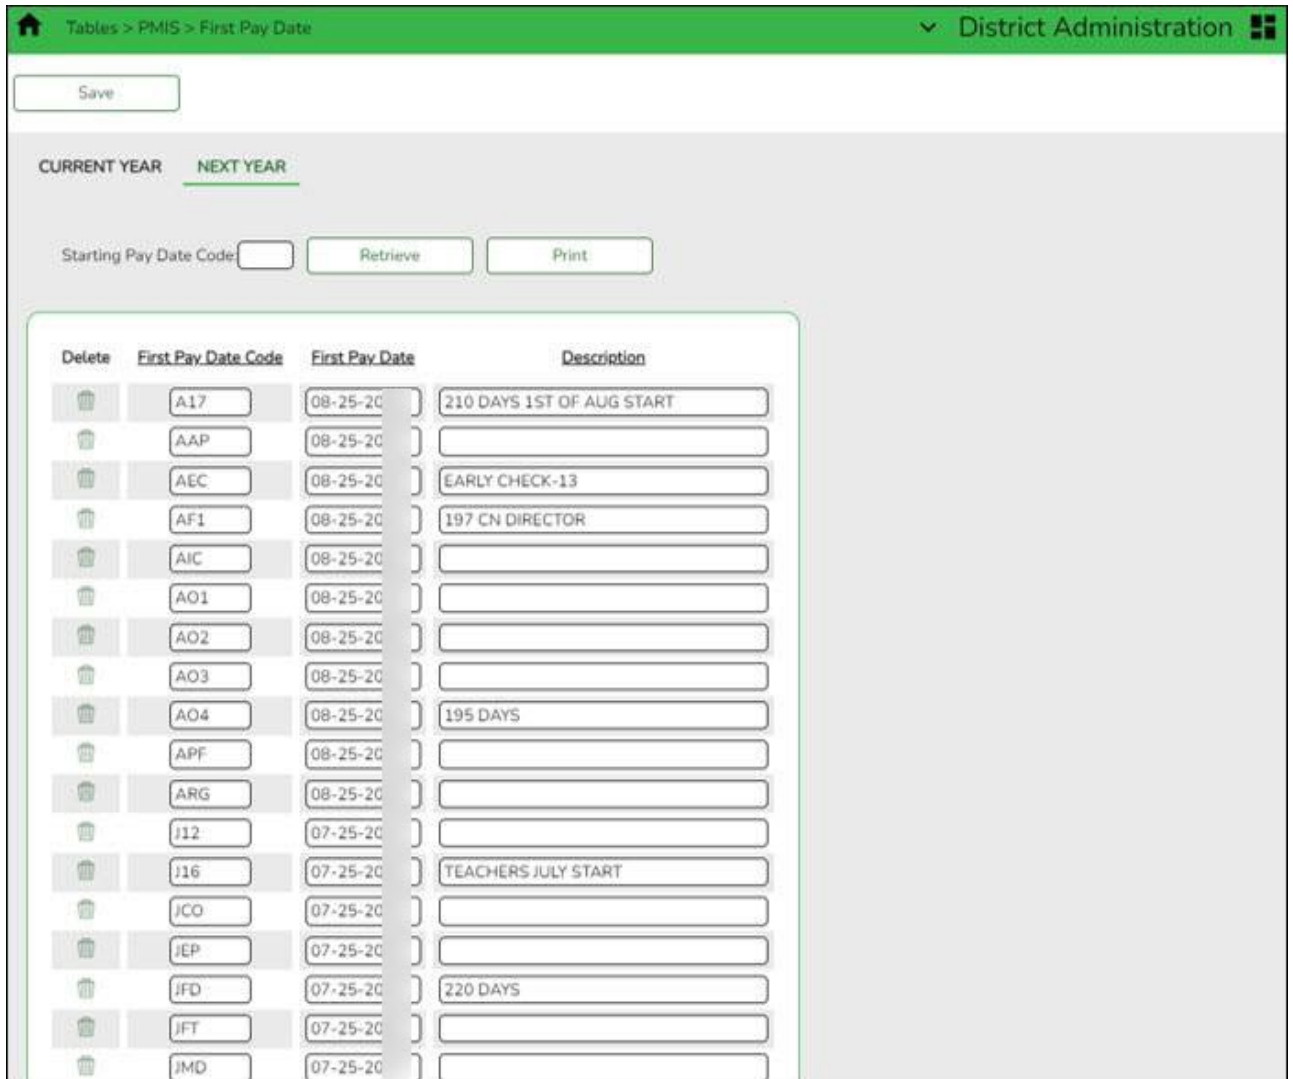 Tables > PMIS > First Pay Date
District Administration
Save
CURRENT YEAR NEXT YEAR
Starting Pay Date Code: Retrieve Print
Delete First Pay Date Code First Pay Date Description
A17 08-25-20 210 DAYS 1ST OF AUG START
AAP 08-25-20
AEC 08-25-20 EARLY CHECK-13
AF1 08-25-20 197 CN DIRECTOR
AIC 08-25-20
AO1 08-25-20
AO2 08-25-20
AO3 08-25-20
AO4 08-25-20 195 DAYS
APF 08-25-20
ARG 08-25-20
J12 07-25-20
J16 07-25-20 TEACHERS JULY START
JCO 07-25-20
JEP 07-25-20
JFD 07-25-20 220 DAYS
JFT 07-25-20
JMD 07-25-20